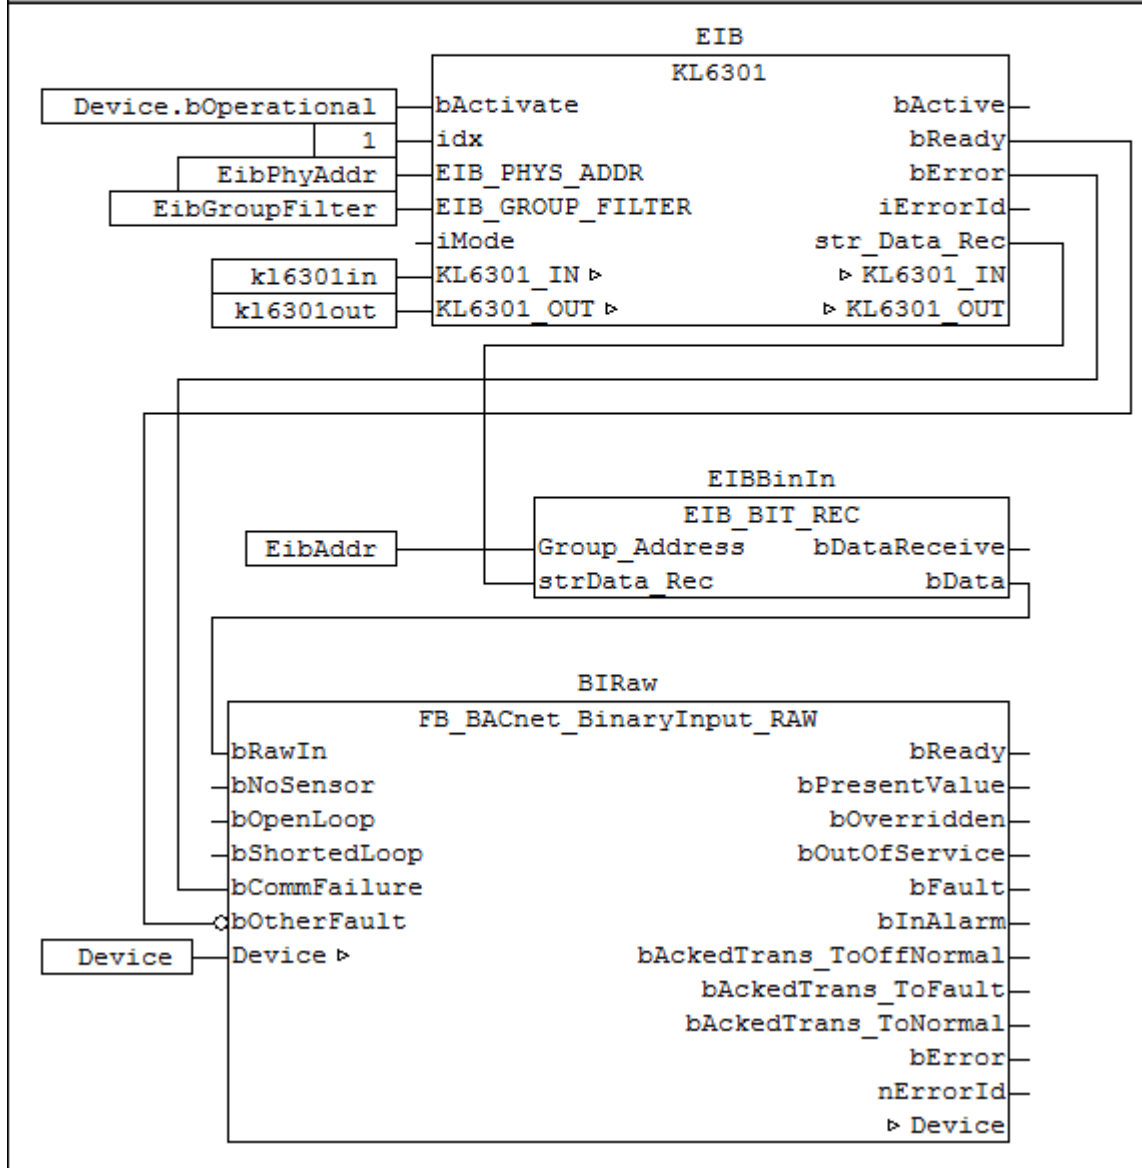 EIB
KL6301
Device.bOperational bActivate bActive
1 idx bReady
EibPhyAddr EIB_PHYS_ADDR bError
EibGroupFilter EIB_GROUP_FILTER iErrorId
iMode str_Data_Rec
kl6301in KL6301_IN ▹ ▹ KL6301_IN
kl6301out KL6301_OUT ▹ ▹ KL6301_OUT
EIBBinIn
EIB_BIT_REC
EibAddr Group_Address bDataReceive
strData_Rec bData
BIRaw
FB_BACnet_BinaryInput_RAW
bRawIn bReady
bNoSensor bPresentValue
bOpenLoop bOverridden
bShortedLoop bOutOfService
bCommFailure bFault
bOtherFault bInAlarm
Device Device ▹ bAckedTrans_ToOffNormal
bAckedTrans_ToFault
bAckedTrans_ToNormal
bError
nErrorId
▹ Device